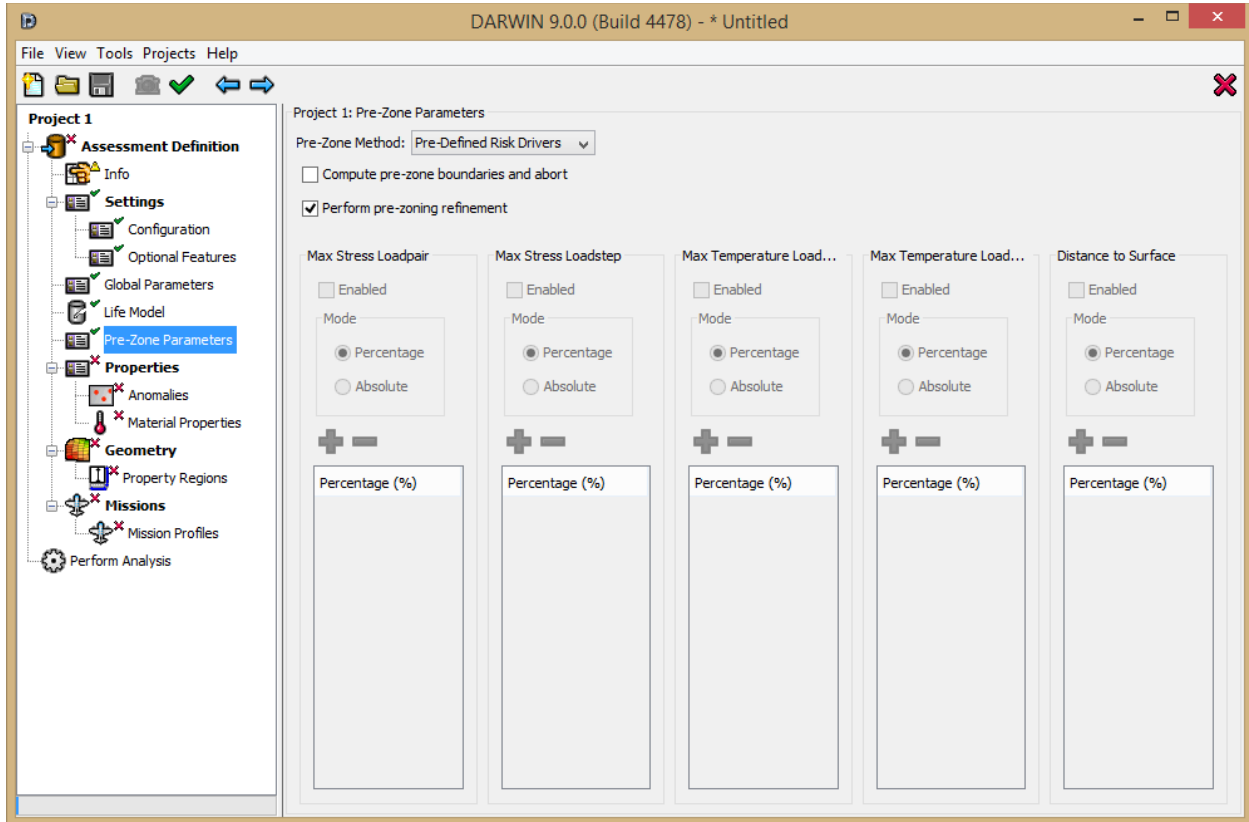 DARWIN 9.0.0 (Build 4478) - * Untitled
File View Tools Projects Help
Project 1
Assessment Definition
Info
Settings
Configuration
Optional Features
Global Parameters
Life Model
Pre-Zone Parameters
Properties
Anomalies
Material Properties
Geometry
Property Regions
Missions
Mission Profiles
Perform Analysis
Project 1: Pre-Zone Parameters
Pre-Zone Method: Pre-Defined Risk Drivers
Compute pre-zone boundaries and abort
Perform pre-zoning refinement
Max Stress Loadpair
Enabled
Mode
Percentage
Absolute
Percentage (%)
Max Stress Loadstep
Enabled
Mode
Percentage
Absolute
Percentage (%)
Max Temperature Load...
Enabled
Mode
Percentage
Absolute
Percentage (%)
Max Temperature Load...
Enabled
Mode
Percentage
Absolute
Percentage (%)
Distance to Surface
Enabled
Mode
Percentage
Absolute
Percentage (%)